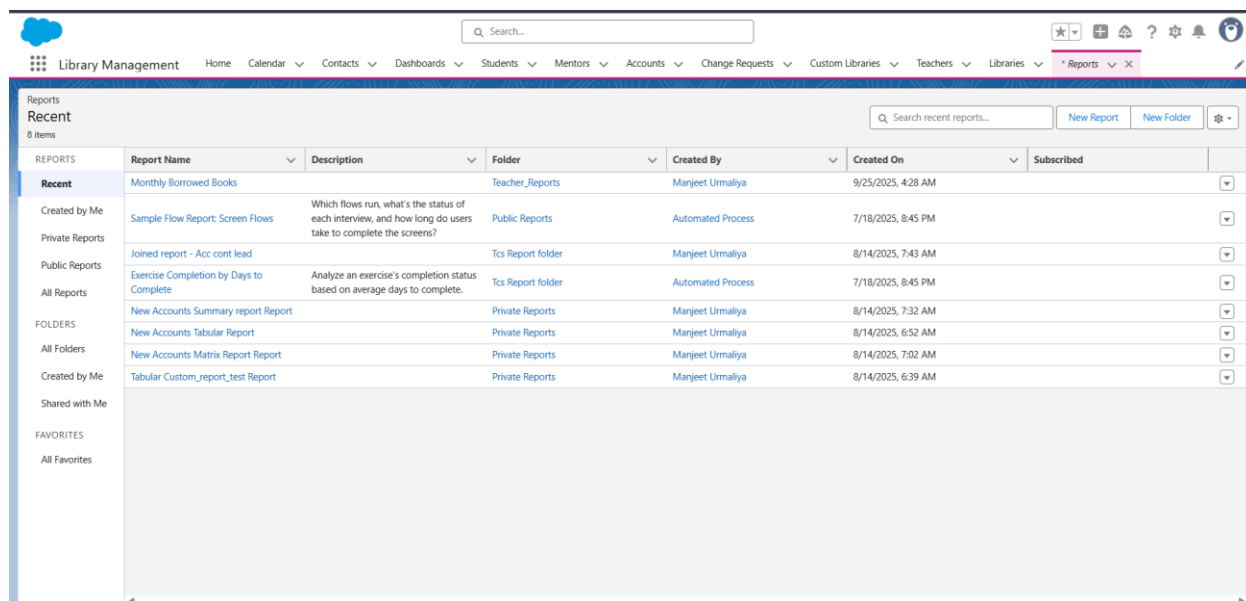 Search...
Library Management Home Calendar Contacts Dashboards Students Mentors Accounts Change Requests Custom Libraries Teachers Libraries * Reports
Reports
Recent
8 items
Search recent reports...
New Report
New Folder
REPORTS
Recent
Created by Me
Private Reports
Public Reports
All Reports
FOLDERS
All Folders
Created by Me
Shared with Me
FAVORITES
All Favorites
Report Name Description Folder Created By Created On Subscribed
Monthly Borrowed Books Teacher_Reports Manjeet Urmaliya 9/25/2025, 4:28 AM
Sample Flow Report: Screen Flows
Which flows run, what's the status of
each interview, and how long do users
take to complete the screens?
Public Reports Automated Process 7/18/2025, 8:45 PM
Joined report - Acc cont lead Tcs Report folder Manjeet Urmaliya 8/14/2025, 7:43 AM
Exercise Completion by Days to
Complete
Analyze an exercise's completion status
based on average days to complete.
Tcs Report folder Automated Process 7/18/2025, 8:45 PM
New Accounts Summary report Report Private Reports Manjeet Urmaliya 8/14/2025, 7:32 AM
New Accounts Tabular Report Private Reports Manjeet Urmaliya 8/14/2025, 6:52 AM
New Accounts Matrix Report Report Private Reports Manjeet Urmaliya 8/14/2025, 7:02 AM
Tabular Custom_report_test Report Private Reports Manjeet Urmaliya 8/14/2025, 6:39 AM